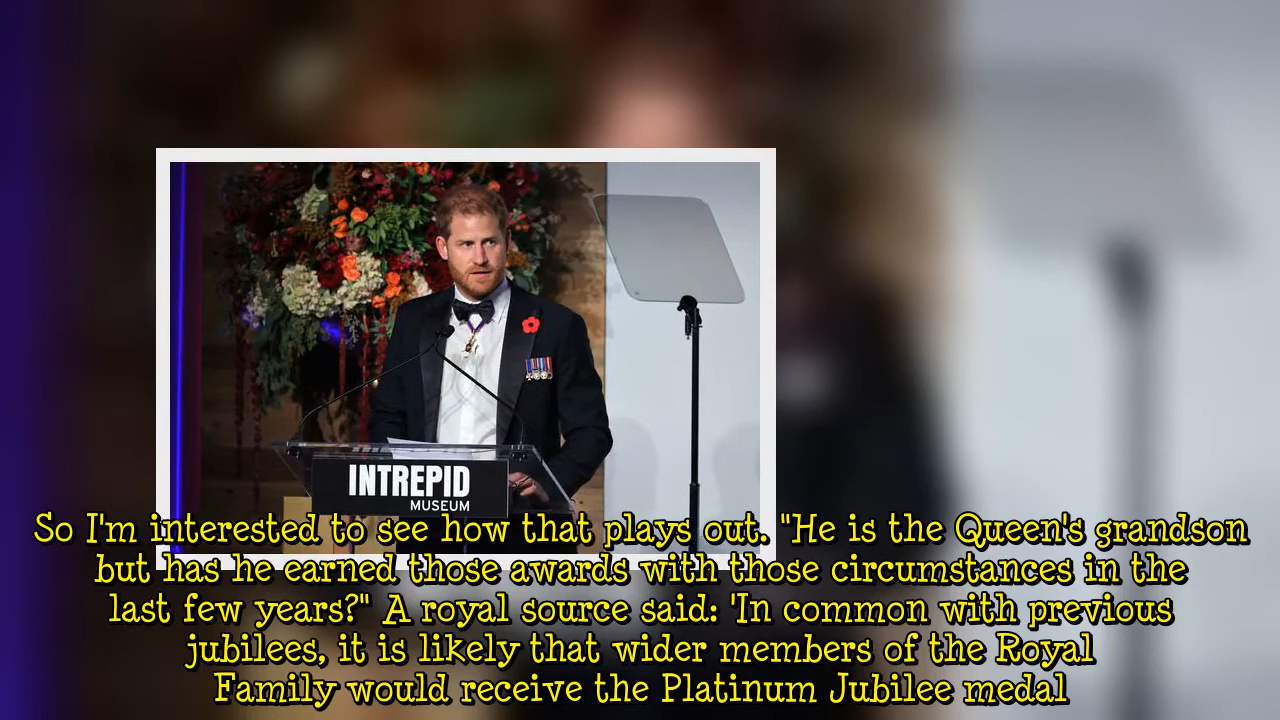 INTREPID
MUSEUM
So I'm interested to see how that plays out. "He is the Queen's grandson
but has he earned those awards with those circumstances in the
last few years?" A royal source said: 'In common with previous
jubilees, it is likely that wider members of the Royal
Family would receive the Platinum Jubilee medal